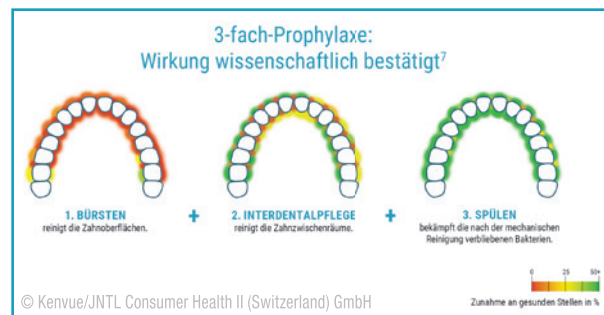 3-fach-Prophylaxe:
Wirkung wissenschaftlich bestätigt7
1. BÜRSTEN
reinigt die Zahnoberflächen.
+
2. INTERDENTALPFLEGE
reinigt die Zahnzwischenräume.
+
3. SPÜLEN
bekämpft die nach der mechanischen
Reinigung verbliebenen Bakterien.
0 25 50+
Zunahme an gesunden Stellen in %
© Kenvue/JNTL Consumer Health II (Switzerland) GmbH